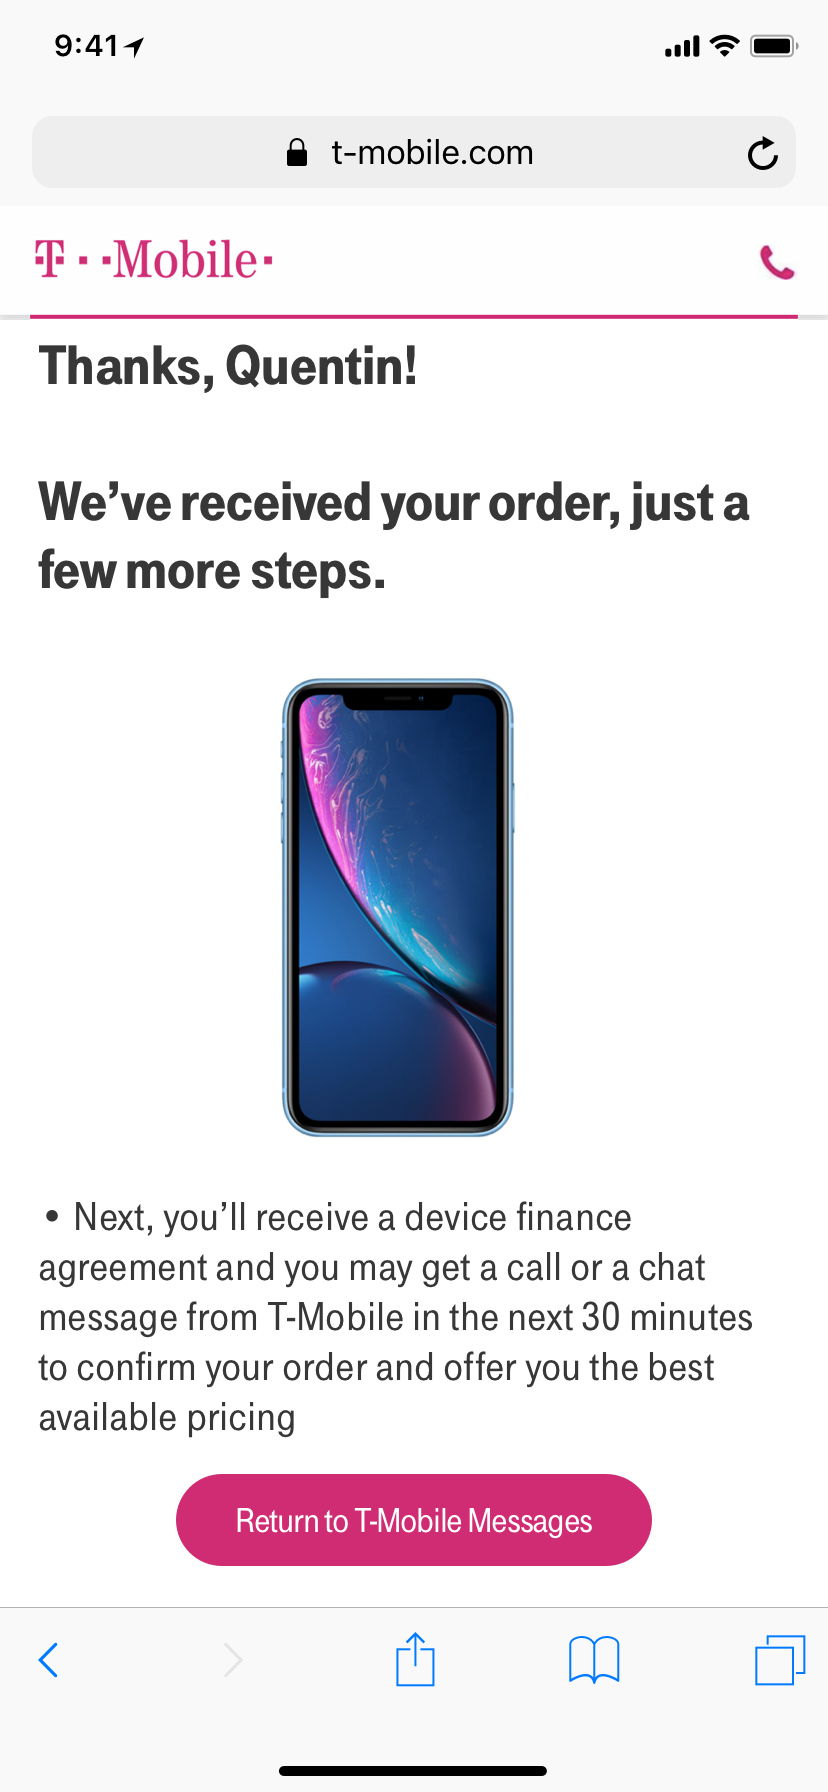 9:41
t-mobile.com
T··Mobile·
Thanks, Quentin!
We’ve received your order, just a
few more steps.
• Next, you’ll receive a device finance
agreement and you may get a call or a chat
message from T-Mobile in the next 30 minutes
to confirm your order and offer you the best
available pricing
Return to T-Mobile Messages